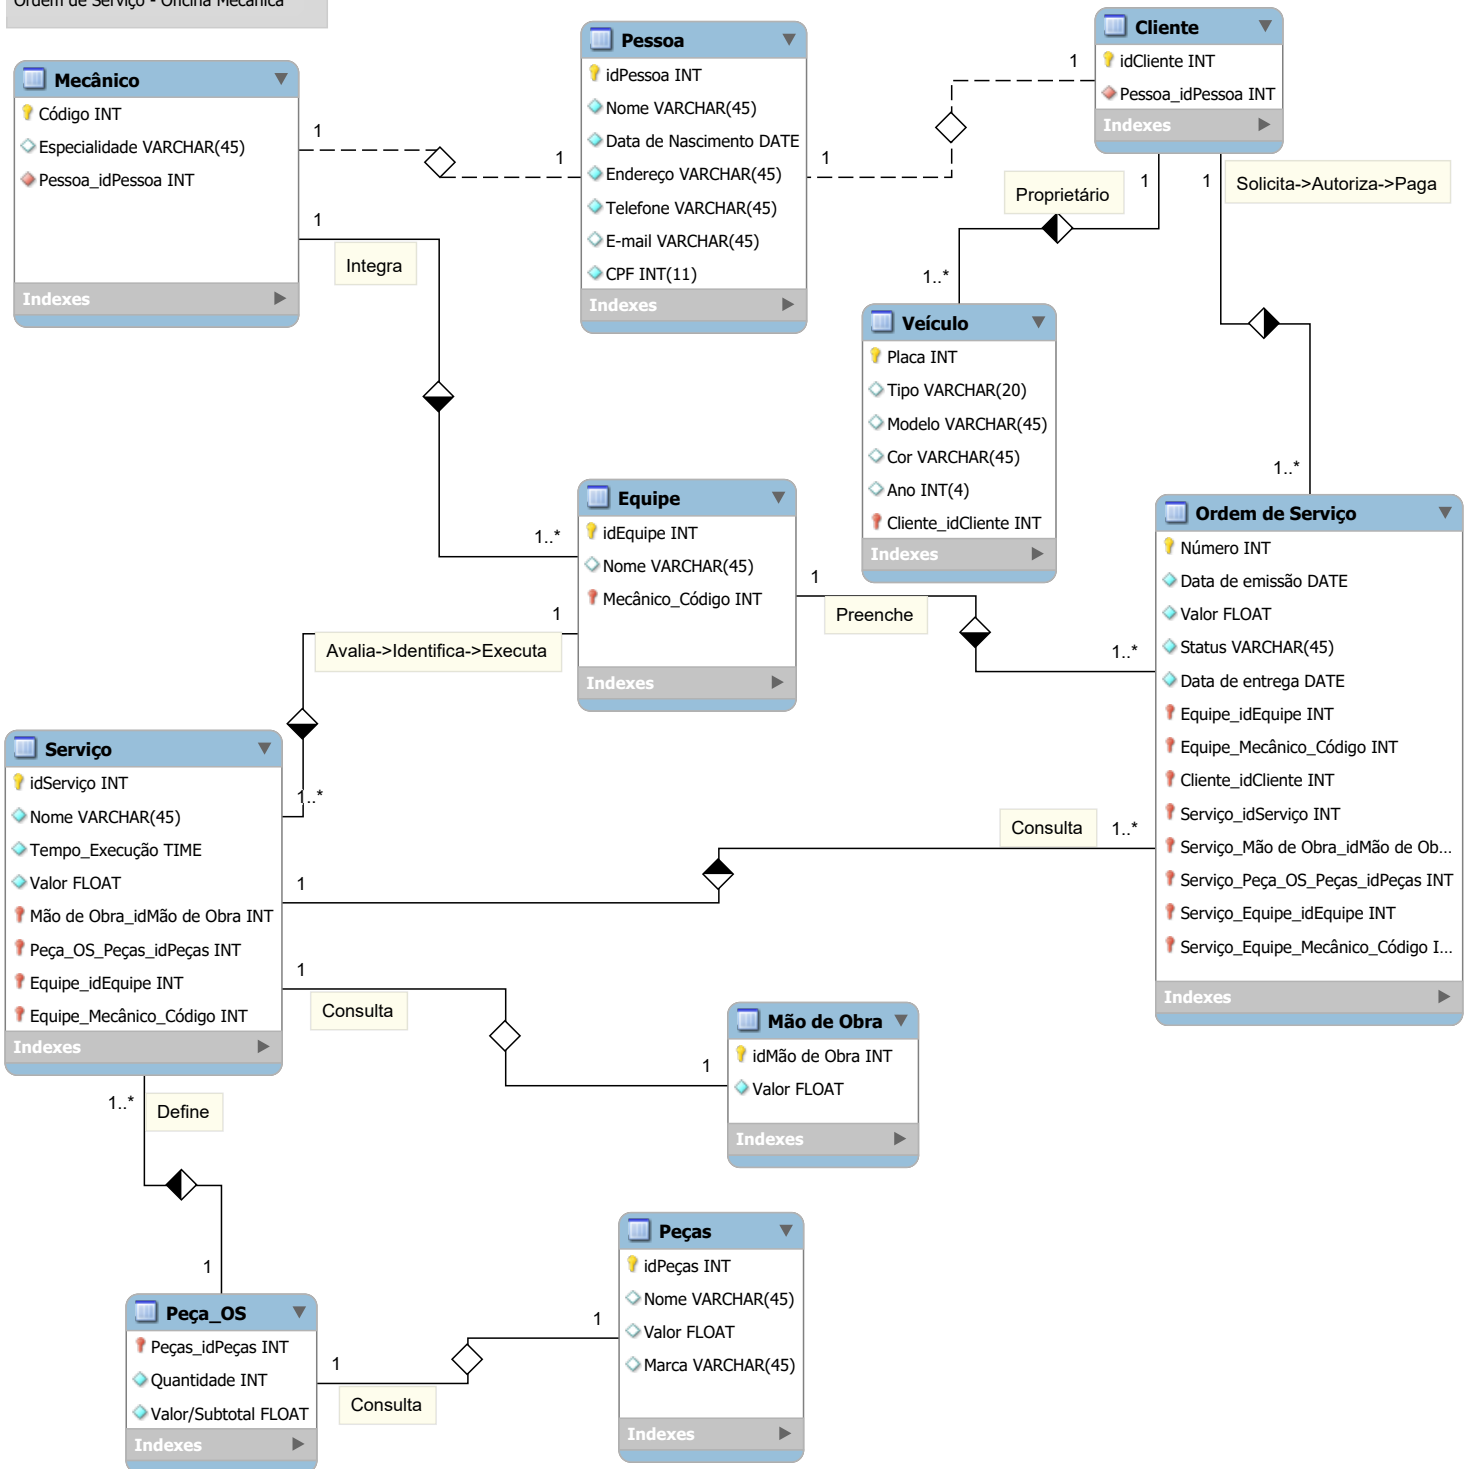 Ordem de Serviço - Oficina Mecânica
Mecânico
Código INT
Especialidade VARCHAR(45)
Pessoa_idPessoa INT
Indexes
1
1
1
Integra
Pessoa
idPessoa INT
Nome VARCHAR(45)
Data de Nascimento DATE
Endereço VARCHAR(45)
Telefone VARCHAR(45)
E-mail VARCHAR(45)
CPF INT(11)
Indexes
1
1
Cliente
idCliente INT
Pessoa_idPessoa INT
Indexes
Proprietário
1
1
Solicita->Autoriza->Paga
1..*
1..*
Veículo
Placa INT
Tipo VARCHAR(20)
Modelo VARCHAR(45)
Cor VARCHAR(45)
Ano INT(4)
Cliente_idCliente INT
Indexes
1..*
Equipe
idEquipe INT
Nome VARCHAR(45)
Mecânico_Código INT
Indexes
1
Preenche
1..*
1
Avalia->Identifica->Executa
1..*
Ordem de Serviço
Número INT
Data de emissão DATE
Valor FLOAT
Status VARCHAR(45)
Data de entrega DATE
Equipe_idEquipe INT
Equipe_Mecânico_Código INT
Cliente_idCliente INT
Serviço_idServiço INT
Serviço_Mão de Obra_idMão de Ob...
Serviço_Peça_OS_Peças_idPeças INT
Serviço_Equipe_idEquipe INT
Serviço_Equipe_Mecânico_Código I...
Indexes
Serviço
idServiço INT
Nome VARCHAR(45)
Tempo_Execução TIME
Valor FLOAT
Mão de Obra_idMão de Obra INT
Peça_OS_Peças_idPeças INT
Equipe_idEquipe INT
Equipe_Mecânico_Código INT
Indexes
1
Consulta
1..*
1
Consulta
1
Mão de Obra
idMão de Obra INT
Valor FLOAT
Indexes
1..*
Define
1
Peça_OS
Peças_idPeças INT
Quantidade INT
Valor/Subtotal FLOAT
Indexes
1
Consulta
1
Peças
idPeças INT
Nome VARCHAR(45)
Valor FLOAT
Marca VARCHAR(45)
Indexes